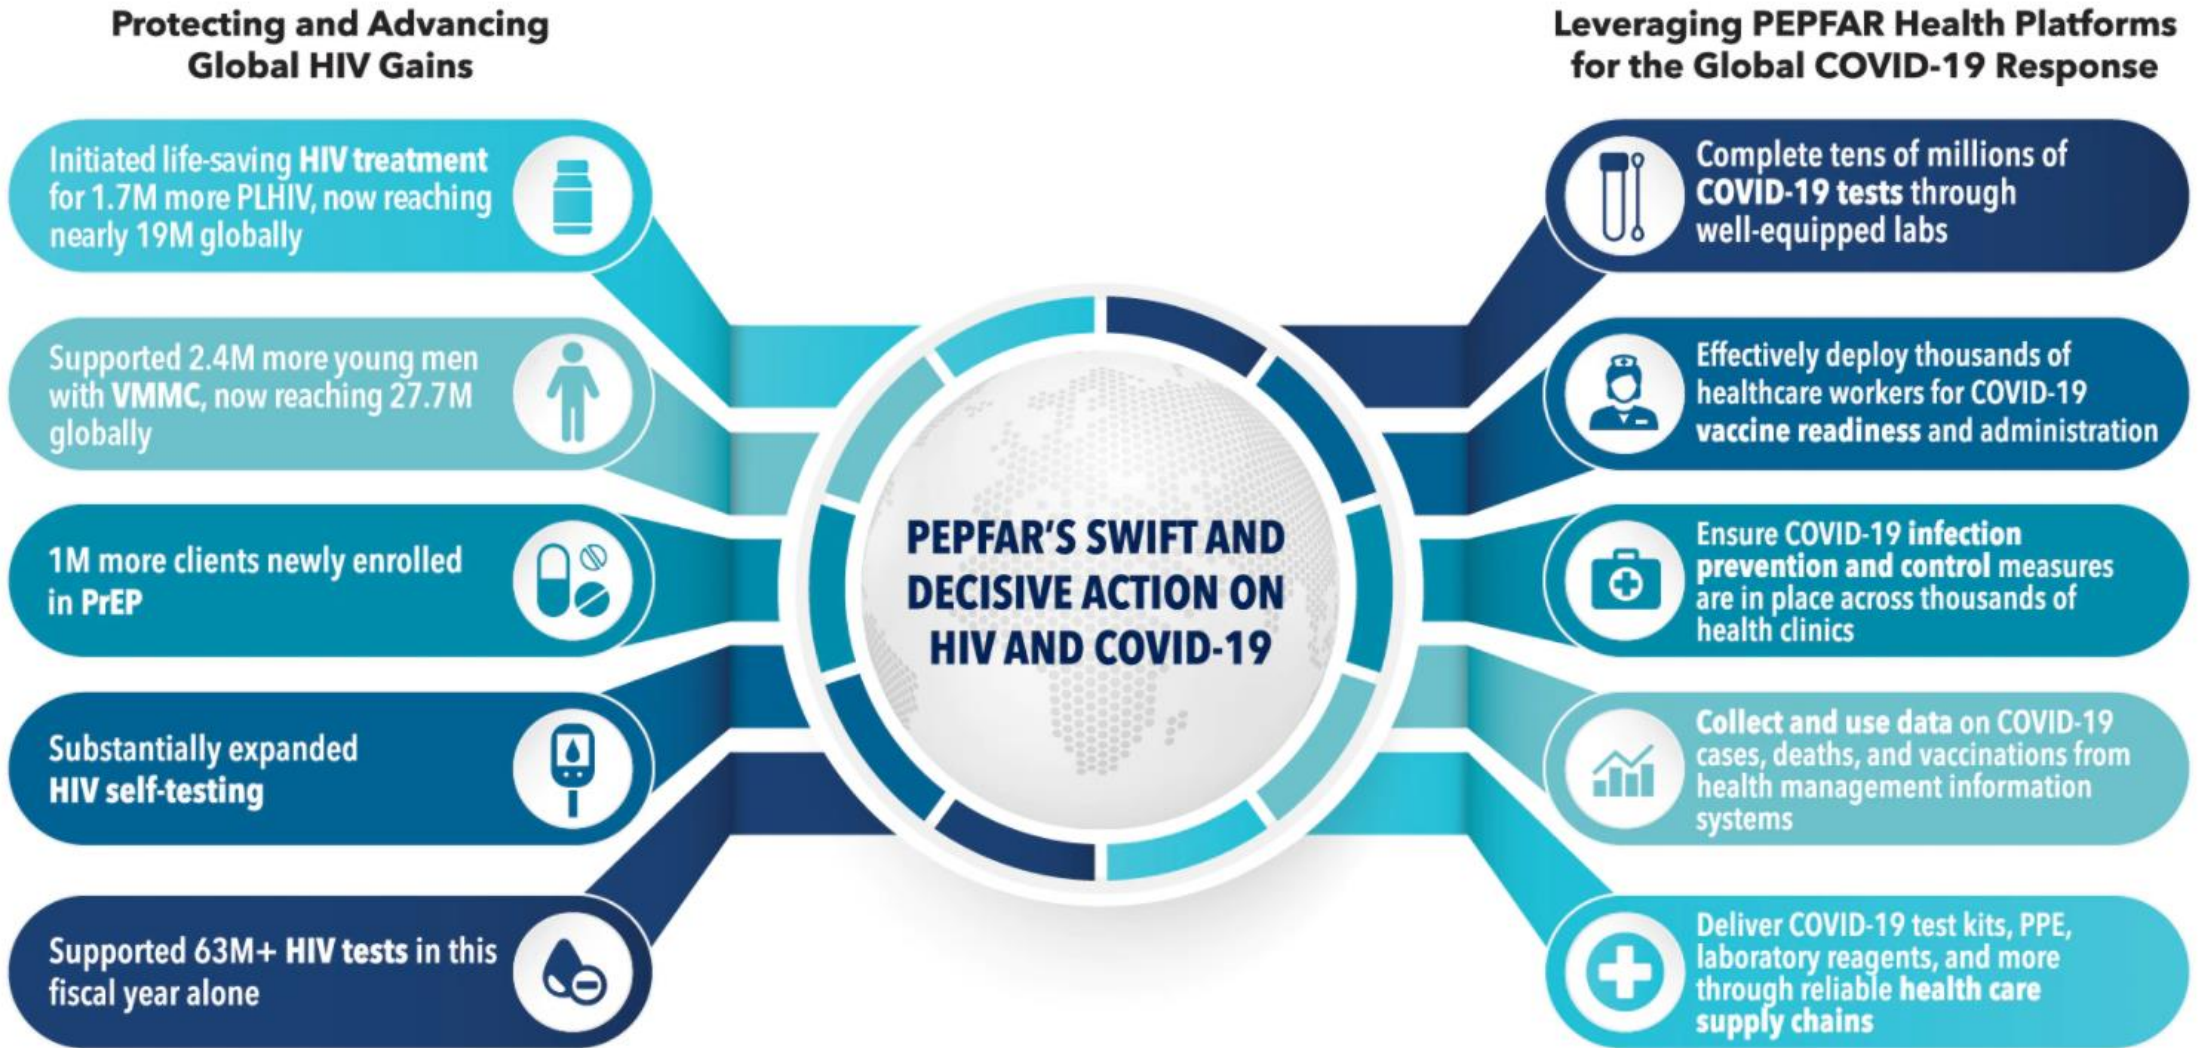 Protecting and Advancing
Global HIV Gains
Initiated life-saving HIV treatment
for 1.7M more PLHIV, now reaching
nearly 19M globally
Supported 2.4M more young men
with VMMC, now reaching 27.7M
globally
1M more clients newly enrolled
in PrEP
Substantially expanded
HIV self-testing
Supported 63M+ HIV tests in this
fiscal year alone
PEPFAR'S SWIFT AND
DECISIVE ACTION ON
HIV AND COVID-19
Leveraging PEPFAR Health Platforms
for the Global COVID-19 Response
Complete tens of millions of
COVID-19 tests through
well-equipped labs
Effectively deploy thousands of
healthcare workers for COVID-19
vaccine readiness and administration
Ensure COVID-19 infection
prevention and control measures
are in place across thousands of
health clinics
Collect and use data on COVID-19
cases, deaths, and vaccinations from
health management information
systems
Deliver COVID-19 test kits, PPE,
laboratory reagents, and more
through reliable health care
supply chains